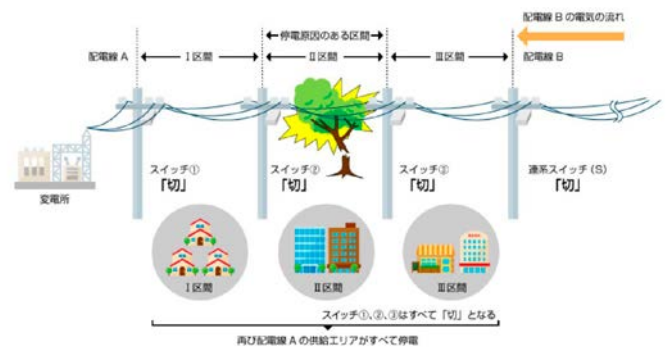 配電線Bの電気の流れ
停電原因のある区間
配電線A
Ⅰ区間
Ⅱ区間
Ⅲ区間
配電線B
変電所
スイッチ①
「切」
スイッチ②
「切」
スイッチ③
「切」
連系スイッチ(S)
「切」
Ⅰ区間
Ⅱ区間
Ⅲ区間
スイッチ①、②、③はすべて「切」となる
再び配電線Aの供給エリアがすべて停電